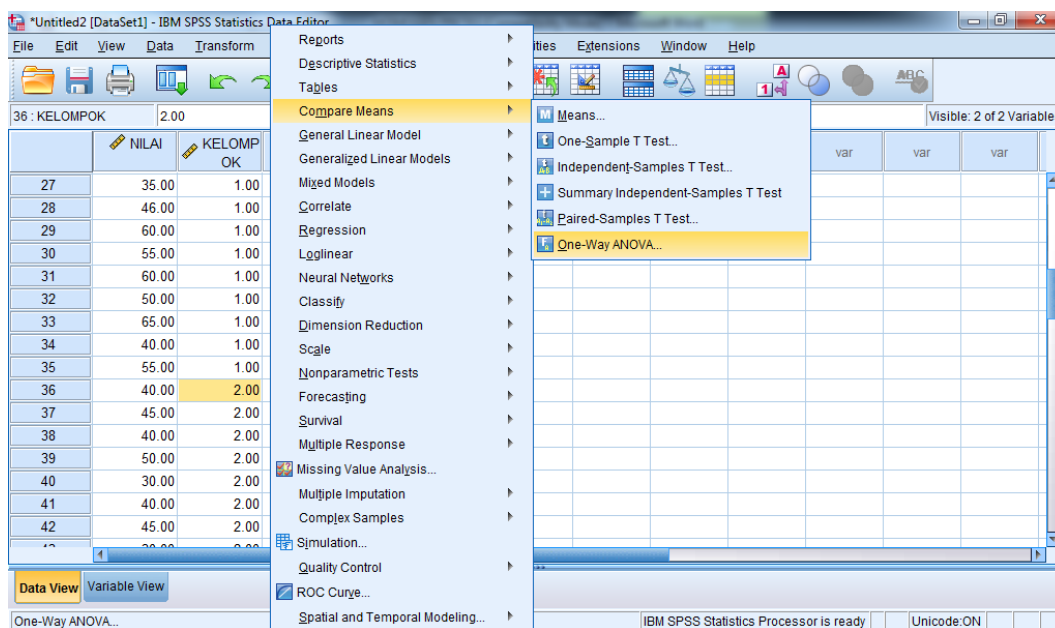 *Untitled2 [DataSet1] - IBM SPSS Statistics Data Editor
File Edit View Data Transform ities Extensions Window Help
36 : KELOMPOK 2.00 Visible: 2 of 2 Variable
NILAI KELOMP OK var var var
27 35.00 1.00
28 46.00 1.00
29 60.00 1.00
30 55.00 1.00
31 60.00 1.00
32 50.00 1.00
33 65.00 1.00
34 40.00 1.00
35 55.00 1.00
36 40.00 2.00
37 45.00 2.00
38 40.00 2.00
39 50.00 2.00
40 30.00 2.00
41 40.00 2.00
42 45.00 2.00
Reports
Descriptive Statistics
Tables
Compare Means
General Linear Model
Generalized Linear Models
Mixed Models
Correlate
Regression
Loglinear
Neural Networks
Classify
Dimension Reduction
Scale
Nonparametric Tests
Forecasting
Survival
Multiple Response
Missing Value Analysis...
Multiple Imputation
Complex Samples
Simulation...
Quality Control
ROC Curve...
Spatial and Temporal Modeling...
M Means...
One-Sample T Test...
Independent-Samples T Test...
Summary Independent-Samples T Test
Paired-Samples T Test...
One-Way ANOVA...
Data View Variable View
One-Way ANOVA... IBM SPSS Statistics Processor is ready Unicode:ON